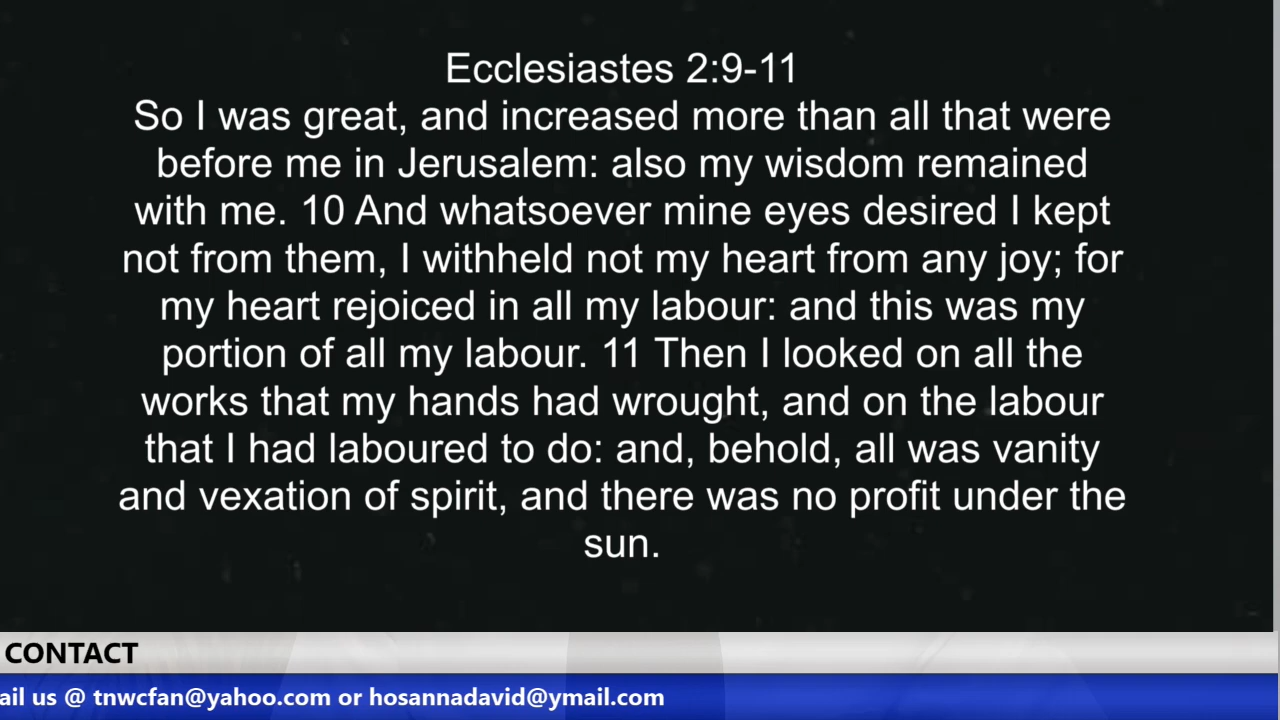 Ecclesiastes 2:9-11
So I was great, and increased more than all that were
before me in Jerusalem: also my wisdom remained
with me. 10 And whatsoever mine eyes desired I kept
not from them, I withheld not my heart from any joy; for
my heart rejoiced in all my labour: and this was my
portion of all my labour. 11 Then I looked on all the
works that my hands had wrought, and on the labour
that I had laboured to do: and, behold, all was vanity
and vexation of spirit, and there was no profit under the
sun.
CONTACT
ail us @ tnwcfan@yahoo.com or hosannadavid@ymail.com